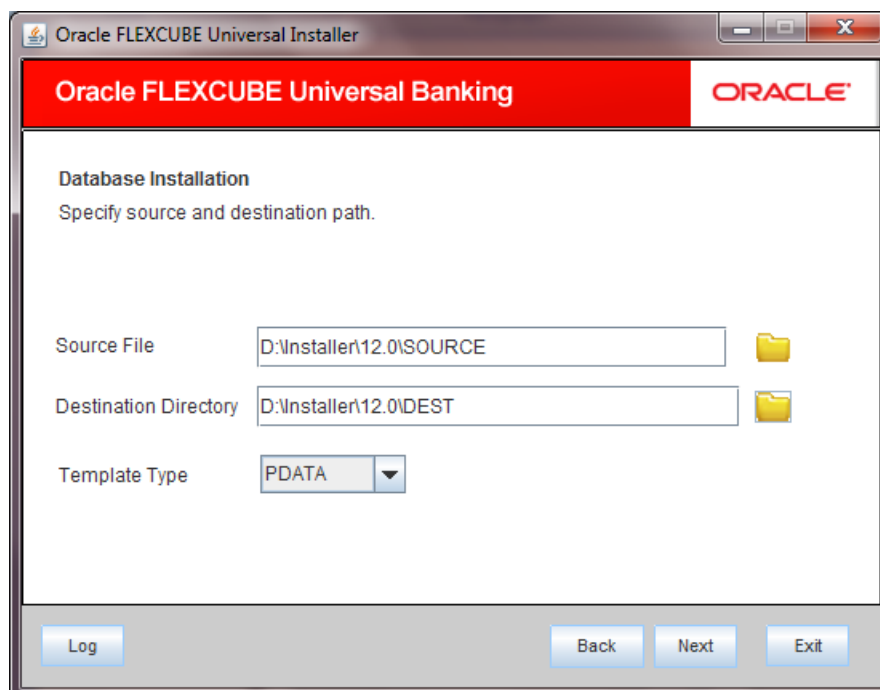 Oracle FLEXCUBE Universal Installer
Oracle FLEXCUBE Universal Banking
ORACLE®
Database Installation
Specify source and destination path.
Source File D:\Installer\12.0\SOURCE
Destination Directory D:\Installer\12.0\DEST
Template Type PDATA
Log Back Next Exit